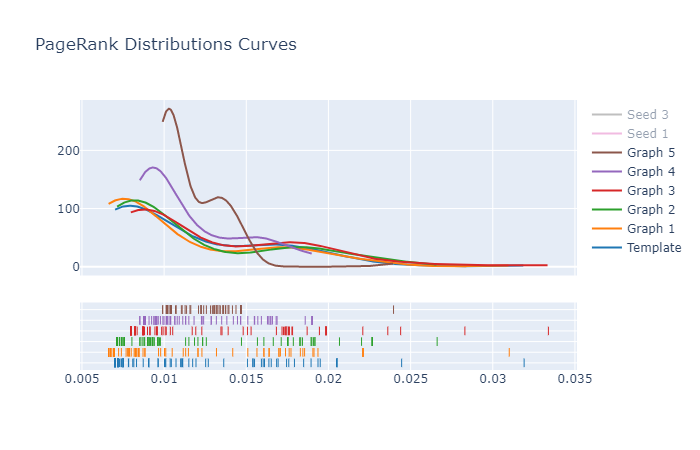 PageRank Distributions Curves
Seed 3
Seed 1
Graph 5
Graph 4
Graph 3
Graph 2
Graph 1
Template
200
100
0
0.005 0.01 0.015 0.02 0.025 0.03 0.035